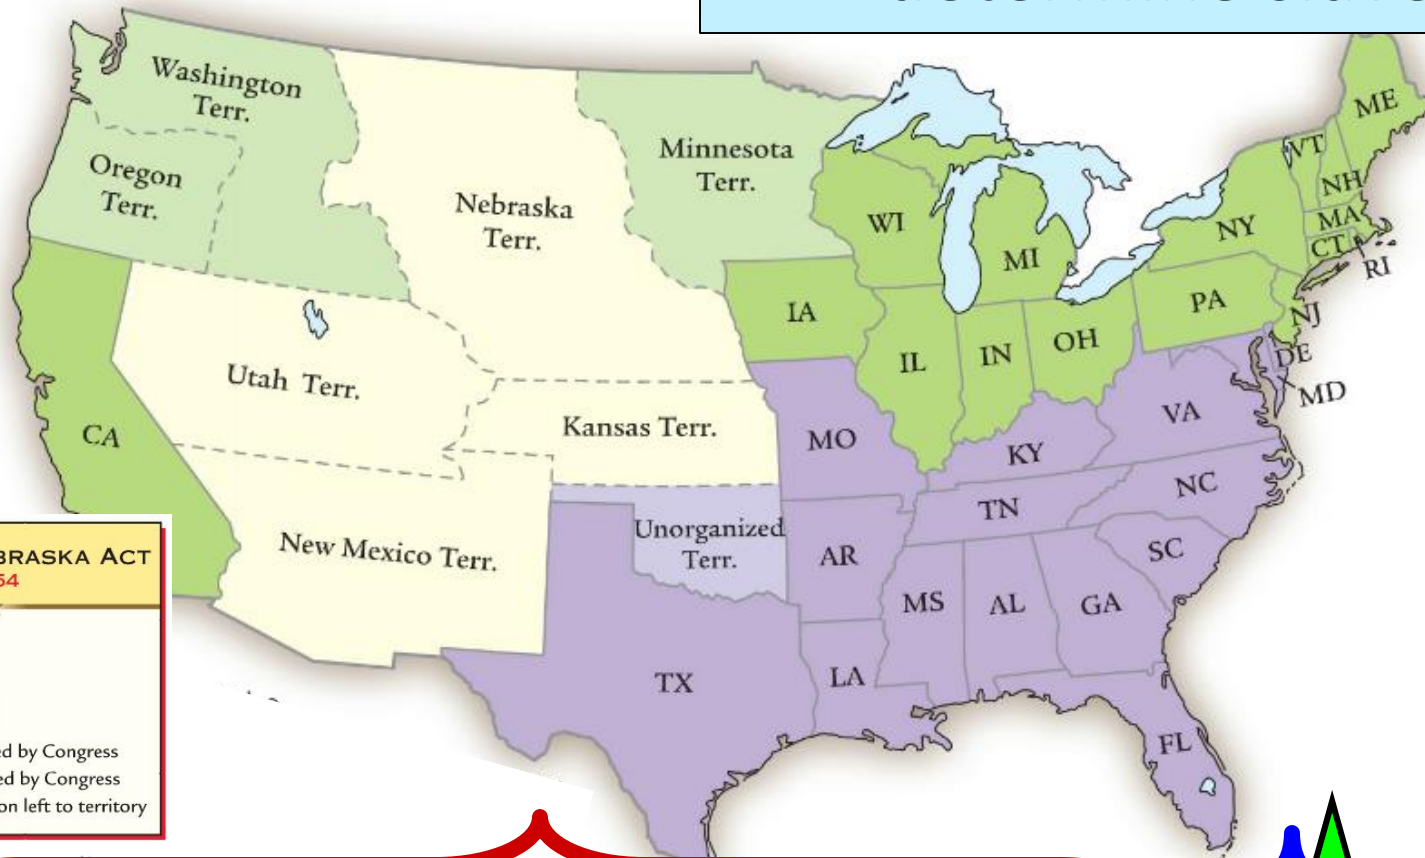 Washington
Terr.
Oregon
Terr.
Nebraska
Terr.
Minnesota
Terr.
ME
VT
NH
MA
CT
RI
NY
WI
MI
PA
NJ
IA
IL
IN
OH
DE
MD
Utah Terr.
Kansas Terr.
CA
MO
KY
VA
NC
TN
New Mexico Terr.
Unorganized
Terr.
AR
SC
MS
AL
GA
TX
LA
FL
BRASKA ACT
54
ed by Congress
ed by Congress
on left to territory